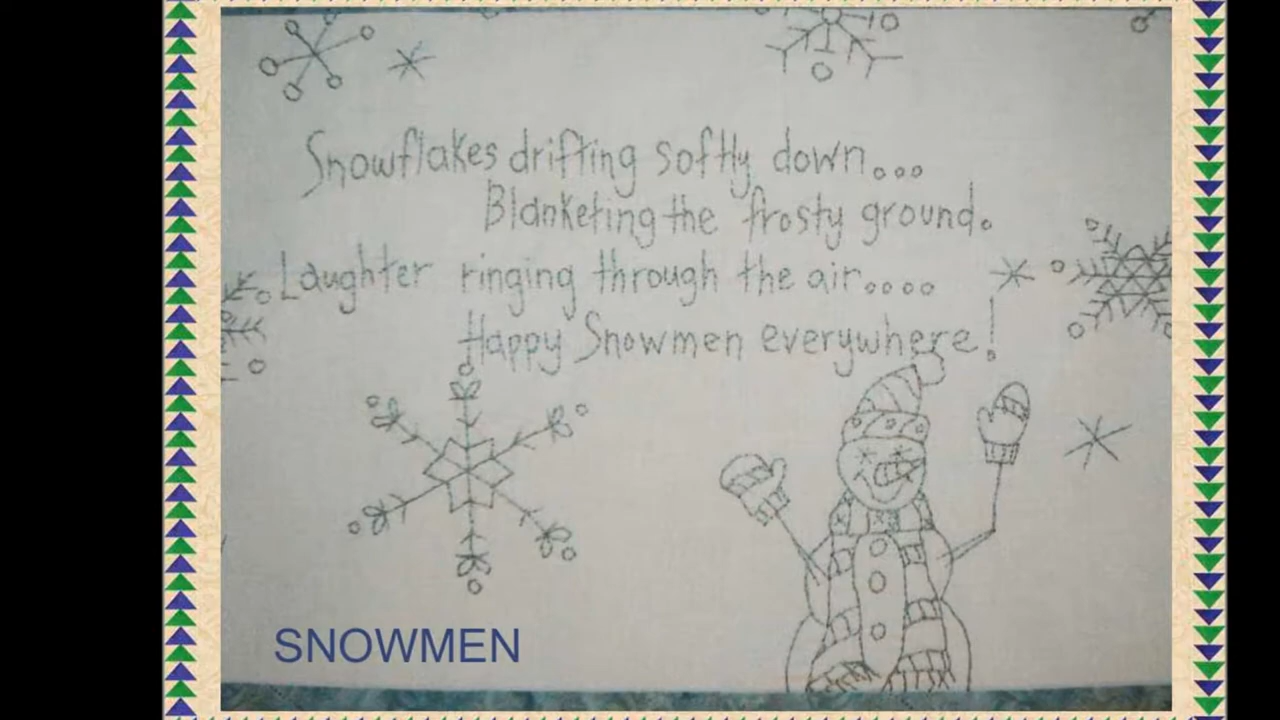 Snowflakes drifting softly down...
Blanketing the frosty ground.
Laughter ringing through the air....
Happy Snowmen everywhere!
SNOWMEN